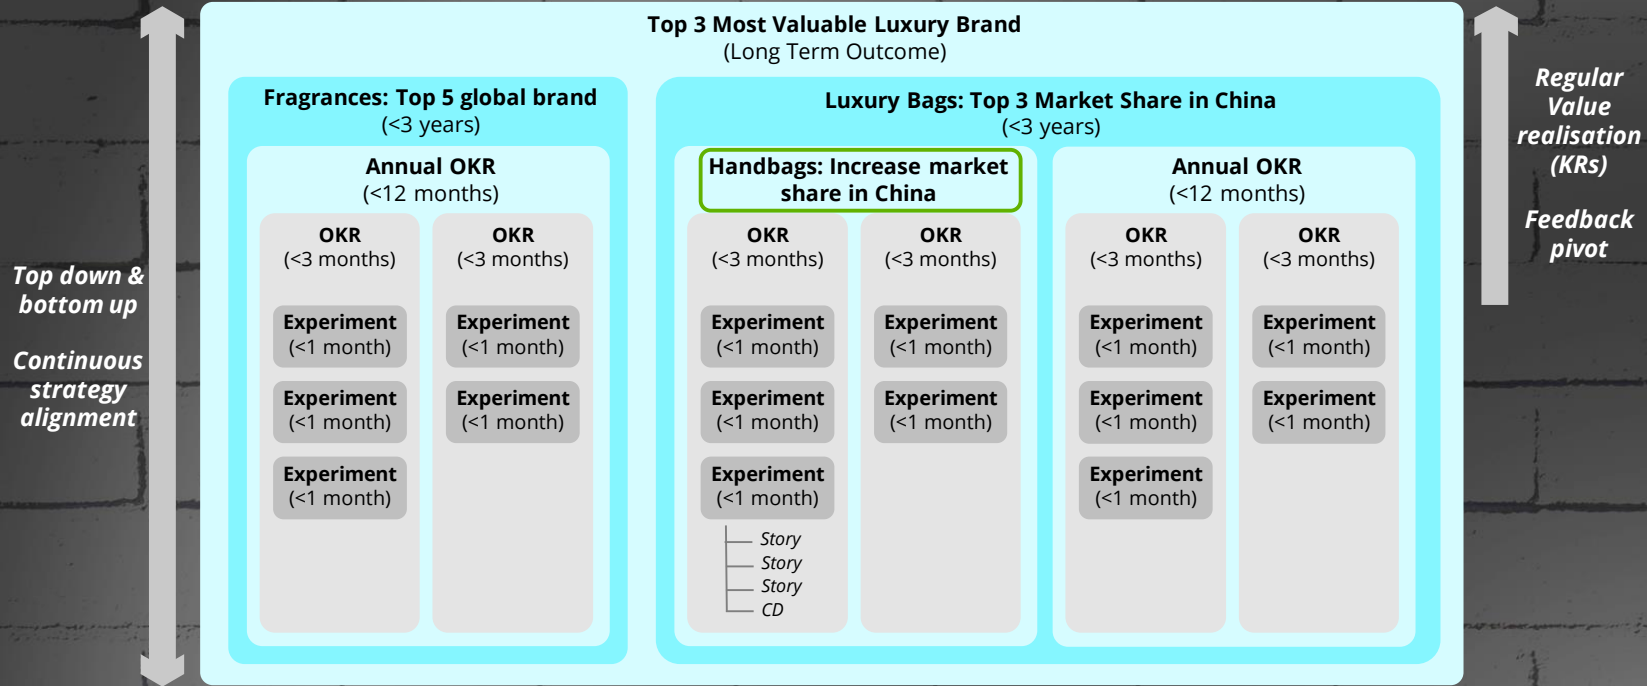 Top 3 Most Valuable Luxury Brand
(Long Term Outcome)
Top down &
bottom up
Continuous
strategy
alignment
Fragrances: Top 5 global brand
(<3 years)
Annual OKR
(<12 months)
OKR
(<3 months)
Experiment
(<1 month)
Experiment
(<1 month)
Experiment
(<1 month)
OKR
(<3 months)
Experiment
(<1 month)
Experiment
(<1 month)
Luxury Bags: Top 3 Market Share in China
(<3 years)
Handbags: Increase market
share in China
OKR
(<3 months)
Experiment
(<1 month)
Experiment
(<1 month)
Experiment
(<1 month)
Story
Story
Story
CD
OKR
(<3 months)
Experiment
(<1 month)
Experiment
(<1 month)
Annual OKR
(<12 months)
OKR
(<3 months)
Experiment
(<1 month)
Experiment
(<1 month)
Experiment
(<1 month)
OKR
(<3 months)
Experiment
(<1 month)
Experiment
(<1 month)
Regular
Value
realisation
(KRs)
Feedback
pivot